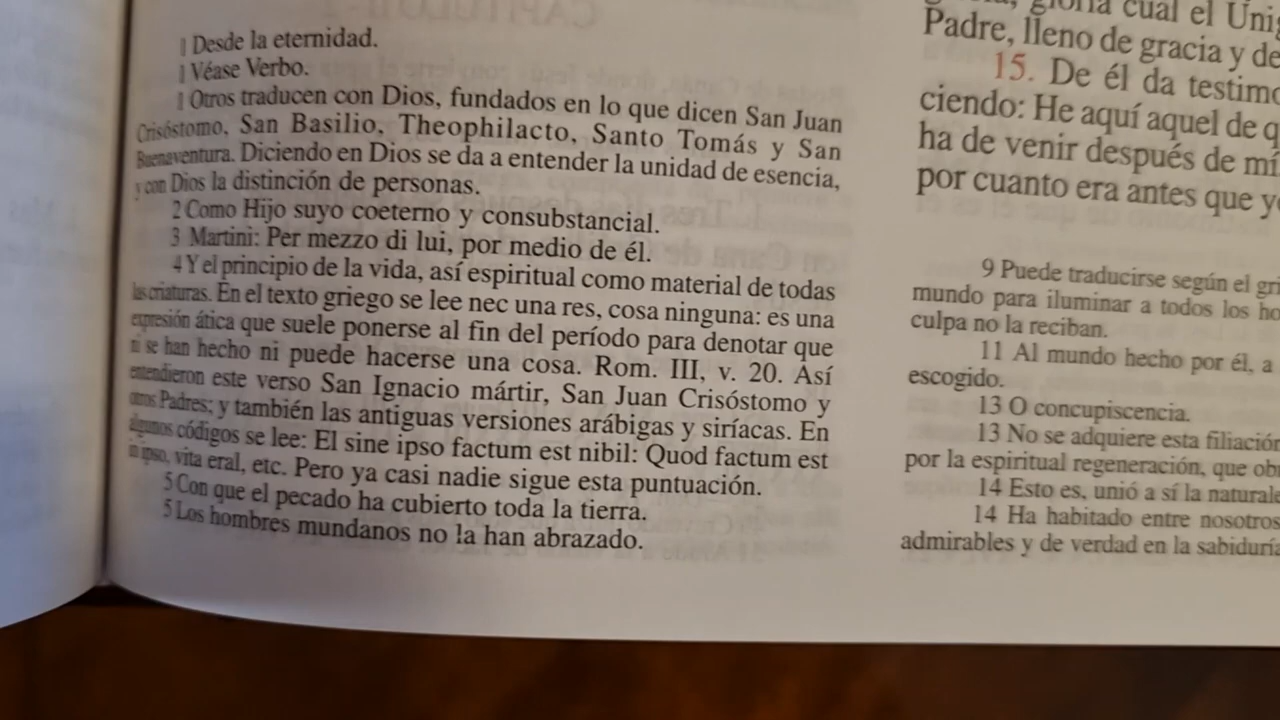 1 Desde la eternidad.
1 Véase Verbo.
1 Otros traducen con Dios, fundados en lo que dicen San Juan
Crisóstomo, San Basilio, Theophilacto, Santo Tomás y San
Buenaventura. Diciendo en Dios se da a entender la unidad de esencia,
y con Dios la distinción de personas.
2 Como Hijo suyo coeterno y consubstancial.
3 Martini: Per mezzo di lui, por medio de él.
4 Y el principio de la vida, así espiritual como material de todas
las criaturas. En el texto griego se lee nec una res, cosa ninguna: es una
expresión ática que suele ponerse al fin del período para denotar que
ni se han hecho ni puede hacerse una cosa. Rom. III, v. 20. Así
entendieron este verso San Ignacio mártir, San Juan Crisóstomo y
otros Padres; y también las antiguas versiones arábigas y siríacas. En
algunos códigos se lee: El sine ipso factum est nibil: Quod factum est
in ipso, vita eral, etc. Pero ya casi nadie sigue esta puntuación.
5 Con que el pecado ha cubierto toda la tierra.
5 Los hombres mundanos no la han abrazado.
gloria cual el Unig
Padre, lleno de gracia y de
15. De él da testimo
ciendo: He aquí aquel de q
ha de venir después de mí
por cuanto era antes que y
9 Puede traducirse según el gri
mundo para iluminar a todos los ho
culpa no la reciban.
11 Al mundo hecho por él, a
escogido.
13 O concupiscencia.
13 No se adquiere esta filiación
por la espiritual regeneración, que ob
14 Esto es, unió a sí la naturale
14 Ha habitado entre nosotros
admirables y de verdad en la sabiduría